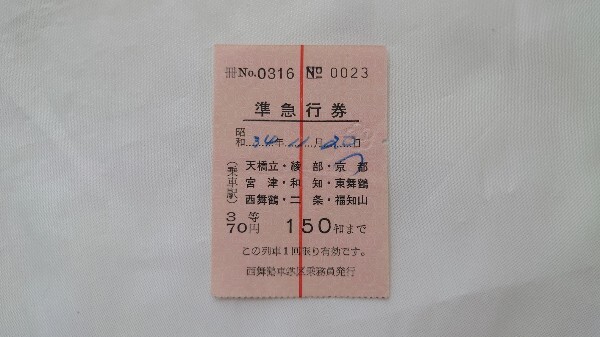 冊No.0316 No 0023
準急行券
昭和34年11月20日
(乗車駅)
天橋立・綾部・京都
宮津・和知・東舞鶴
西舞鶴・二条・福知山
3等
70円 150粁まで
この列車1回限り有効です。
西舞鶴車掌区乗務員発行